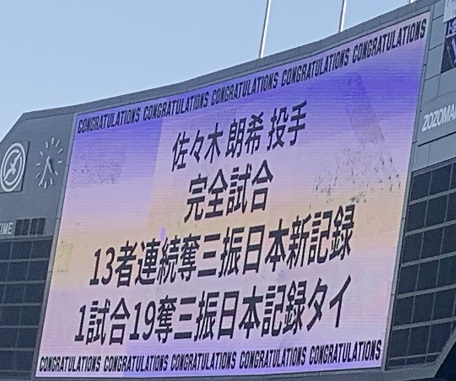 CONGRATULATIONS CONGRATULATIONS CONGRATULATIONS CONGRATULATIONS CONGRATULATIONS
佐々木 朗希 投手
完全試合
13者連続奪三振日本新記録
1試合19奪三振日本記録タイ
CONGRATULATIONS CONGRATULATIONS CONGRATULATIONS CONGRATULATIONS CONGRATULATIONS
ZOZOMA
TIME